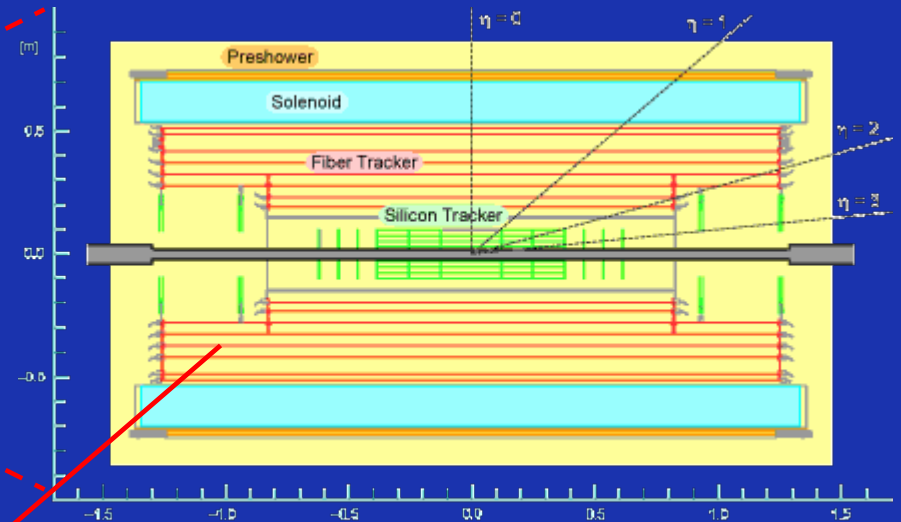 η = 0
η = 1
[m]
Preshower
Solenoid
0.5
η = 2
Fiber Tracker
η = 3
Silicon Tracker
0.0
−0.5
−1.5 −1.0 −0.5 0.0 0.5 1.0 1.5